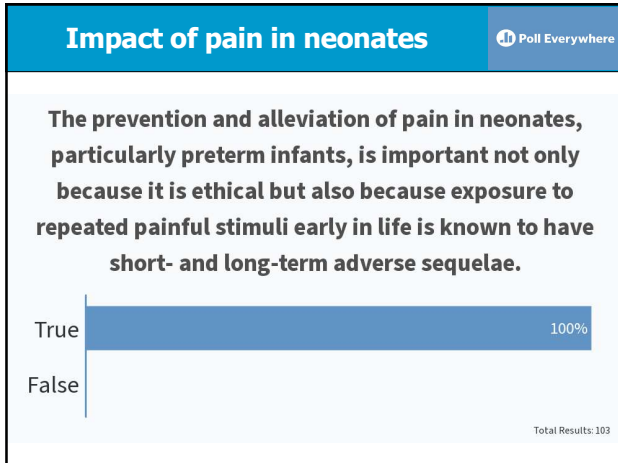 Impact of pain in neonates
Poll Everywhere
The prevention and alleviation of pain in neonates,
particularly preterm infants, is important not only
because it is ethical but also because exposure to
repeated painful stimuli early in life is known to have
short- and long-term adverse sequelae.
True
100%
False
Total Results: 103